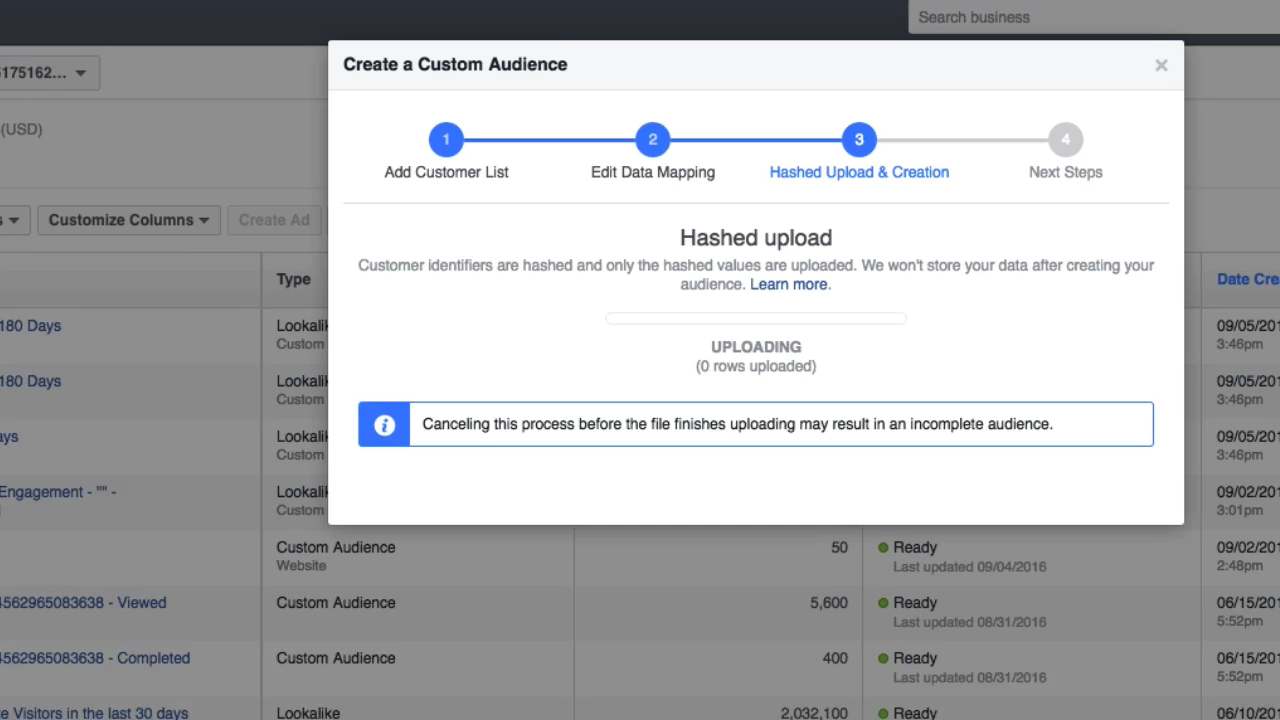 Search business
5175162...
Create a Custom Audience
×
(USD)
1
2
3
4
Add Customer List
Edit Data Mapping
Hashed Upload & Creation
Next Steps
s
Customize Columns
Create Ad
Hashed upload
Customer identifiers are hashed and only the hashed values are uploaded. We won't store your data after creating your
audience. Learn more.
UPLOADING
(0 rows uploaded)
Canceling this process before the file finishes uploading may result in an incomplete audience.
Type
Date Cre
180 Days
Lookalik
Custom
09/05/201
3:46pm
180 Days
Lookalik
Custom
09/05/201
3:46pm
ays
Lookalik
Custom
09/05/201
3:46pm
Engagement - "" -
Lookalik
Custom
09/02/201
3:01pm
Custom Audience
Website
50
Ready
Last updated 09/04/2016
09/02/201
2:48pm
4562965083638 - Viewed
Custom Audience
5,600
Ready
Last updated 08/31/2016
06/15/201
5:52pm
4562965083638 - Completed
Custom Audience
400
Ready
Last updated 08/31/2016
06/15/201
5:52pm
e Visitors in the last 30 days
Lookalike
2,032,100
Ready
06/10/201